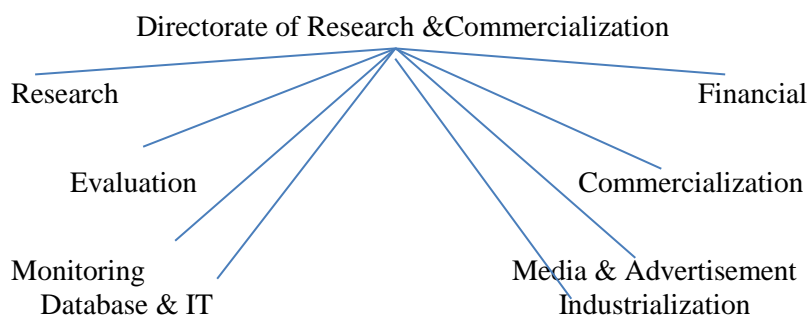 Directorate of Research &Commercialization
Research
Financial
Evaluation
Commercialization
Monitoring
Media & Advertisement
Database & IT
Industrialization